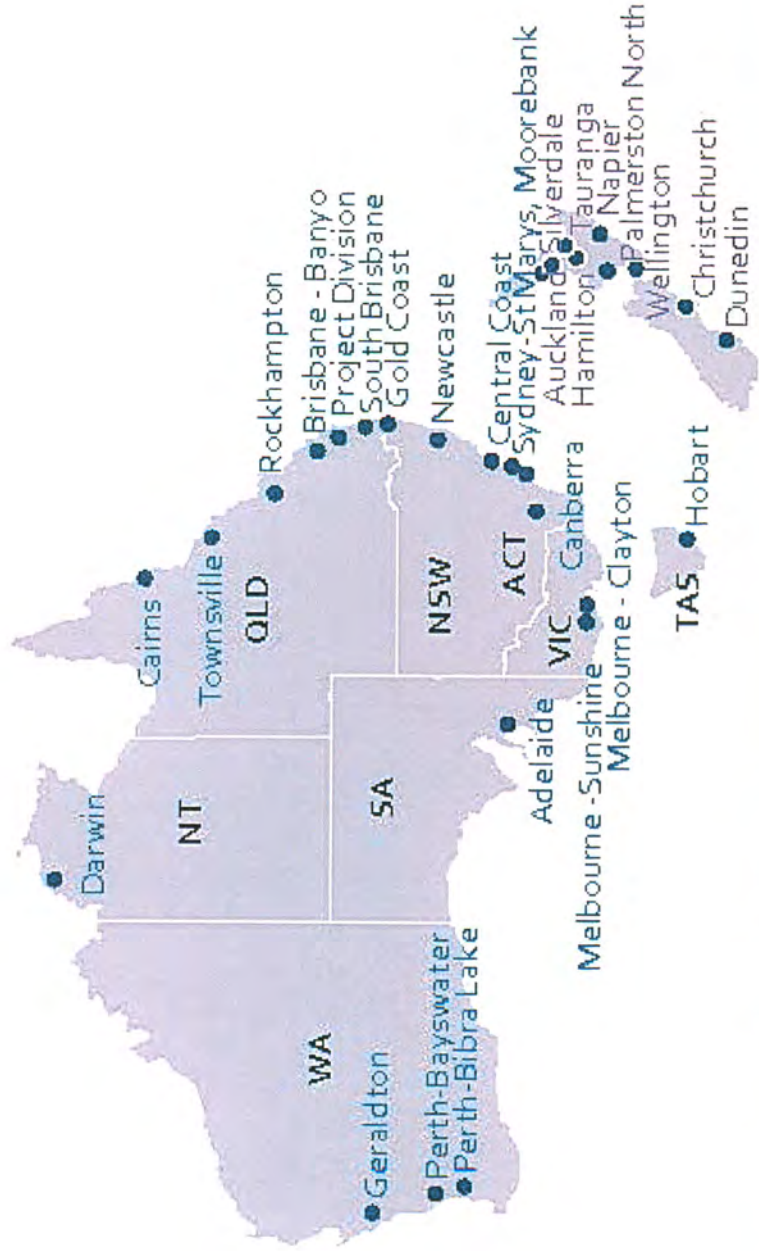 Darwin
Cairns
Townsville
Rockhampton
NT
QLD
Brisbane - Banyo
Project Division
South Brisbane
Gold Coast
WA
SA
NSW
Newcastle
Geraldton
Perth-Bayswater
Perth-Bibra Lake
Central Coast
Sydney-St Marys, Moorebank
ACT
Adelaide
VIC
Canberra
Melbourne -Sunshine
Melbourne - Clayton
TAS
Hobart
Auckland-Silverdale
Hamilton
Tauranga
Napier
Palmerston North
Wellington
Christchurch
Dunedin